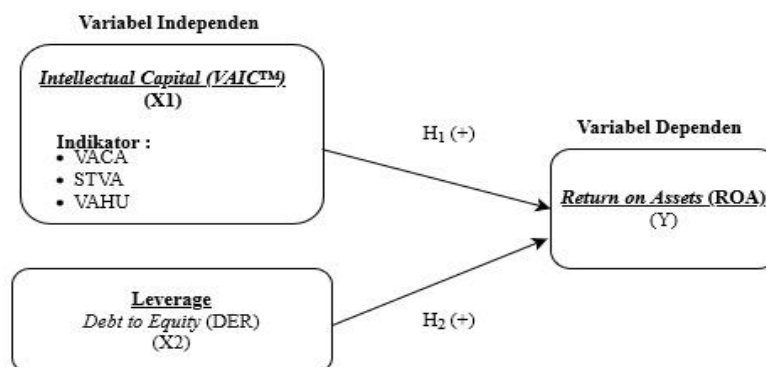 Variabel Independen
Intellectual Capital (VAIC™)
(X1)
Indikator :
• VACA
• STVA
• VAHU
H1 (+)
Variabel Dependen
Return on Assets (ROA)
(Y)
Leverage
Debt to Equity (DER)
(X2)
H2 (+)